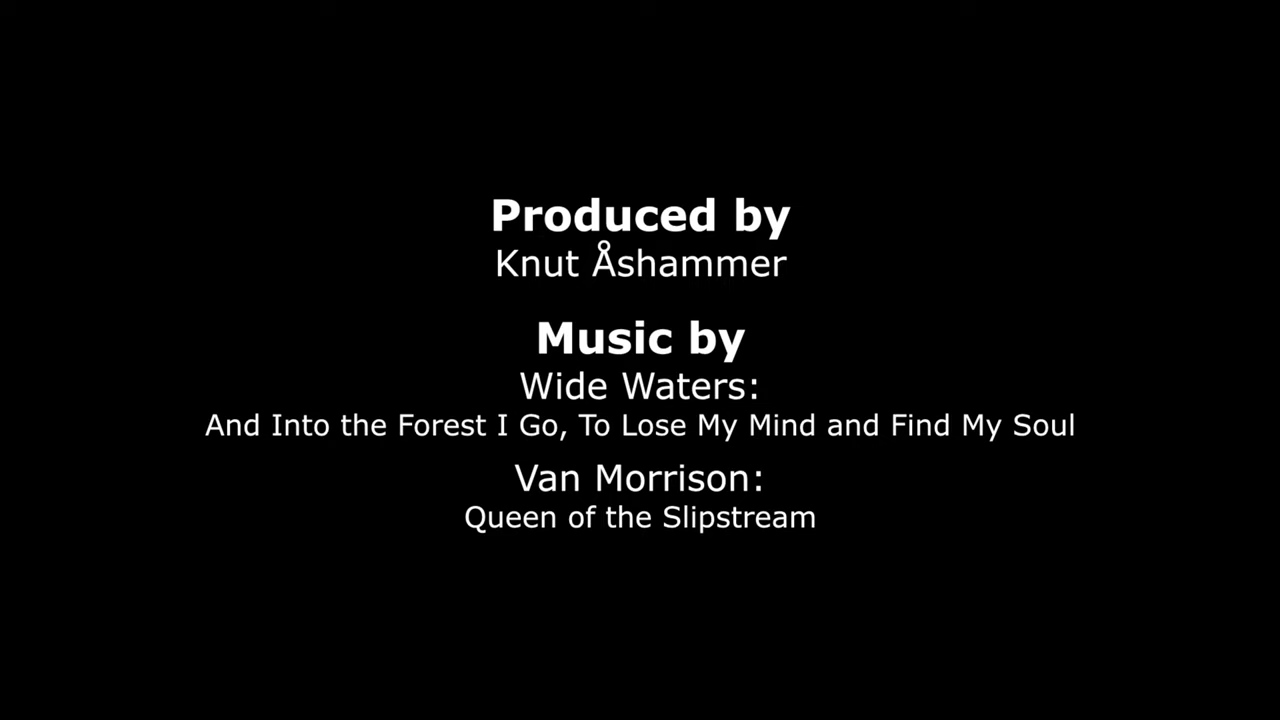 Produced by
Knut Åshammer
Music by
Wide Waters:
And Into the Forest I Go, To Lose My Mind and Find My Soul
Van Morrison:
Queen of the Slipstream